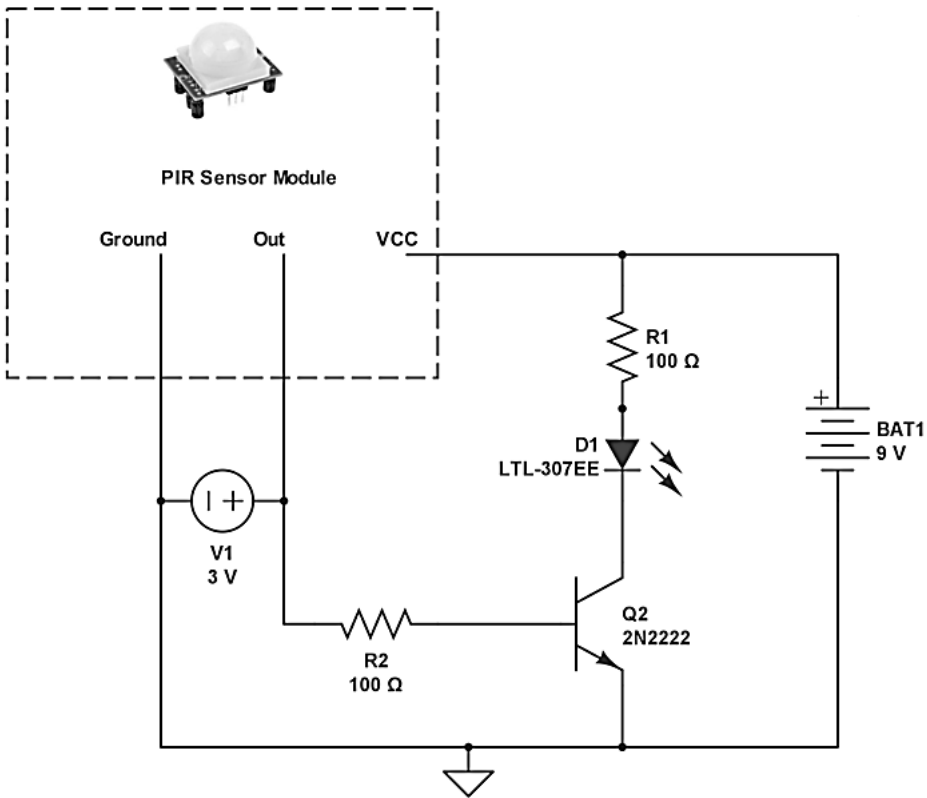 PIR Sensor Module
Ground
Out
VCC
R1
100 Ω
+
BAT1
9 V
D1
LTL-307EE
V1
3 V
Q2
2N2222
R2
100 Ω